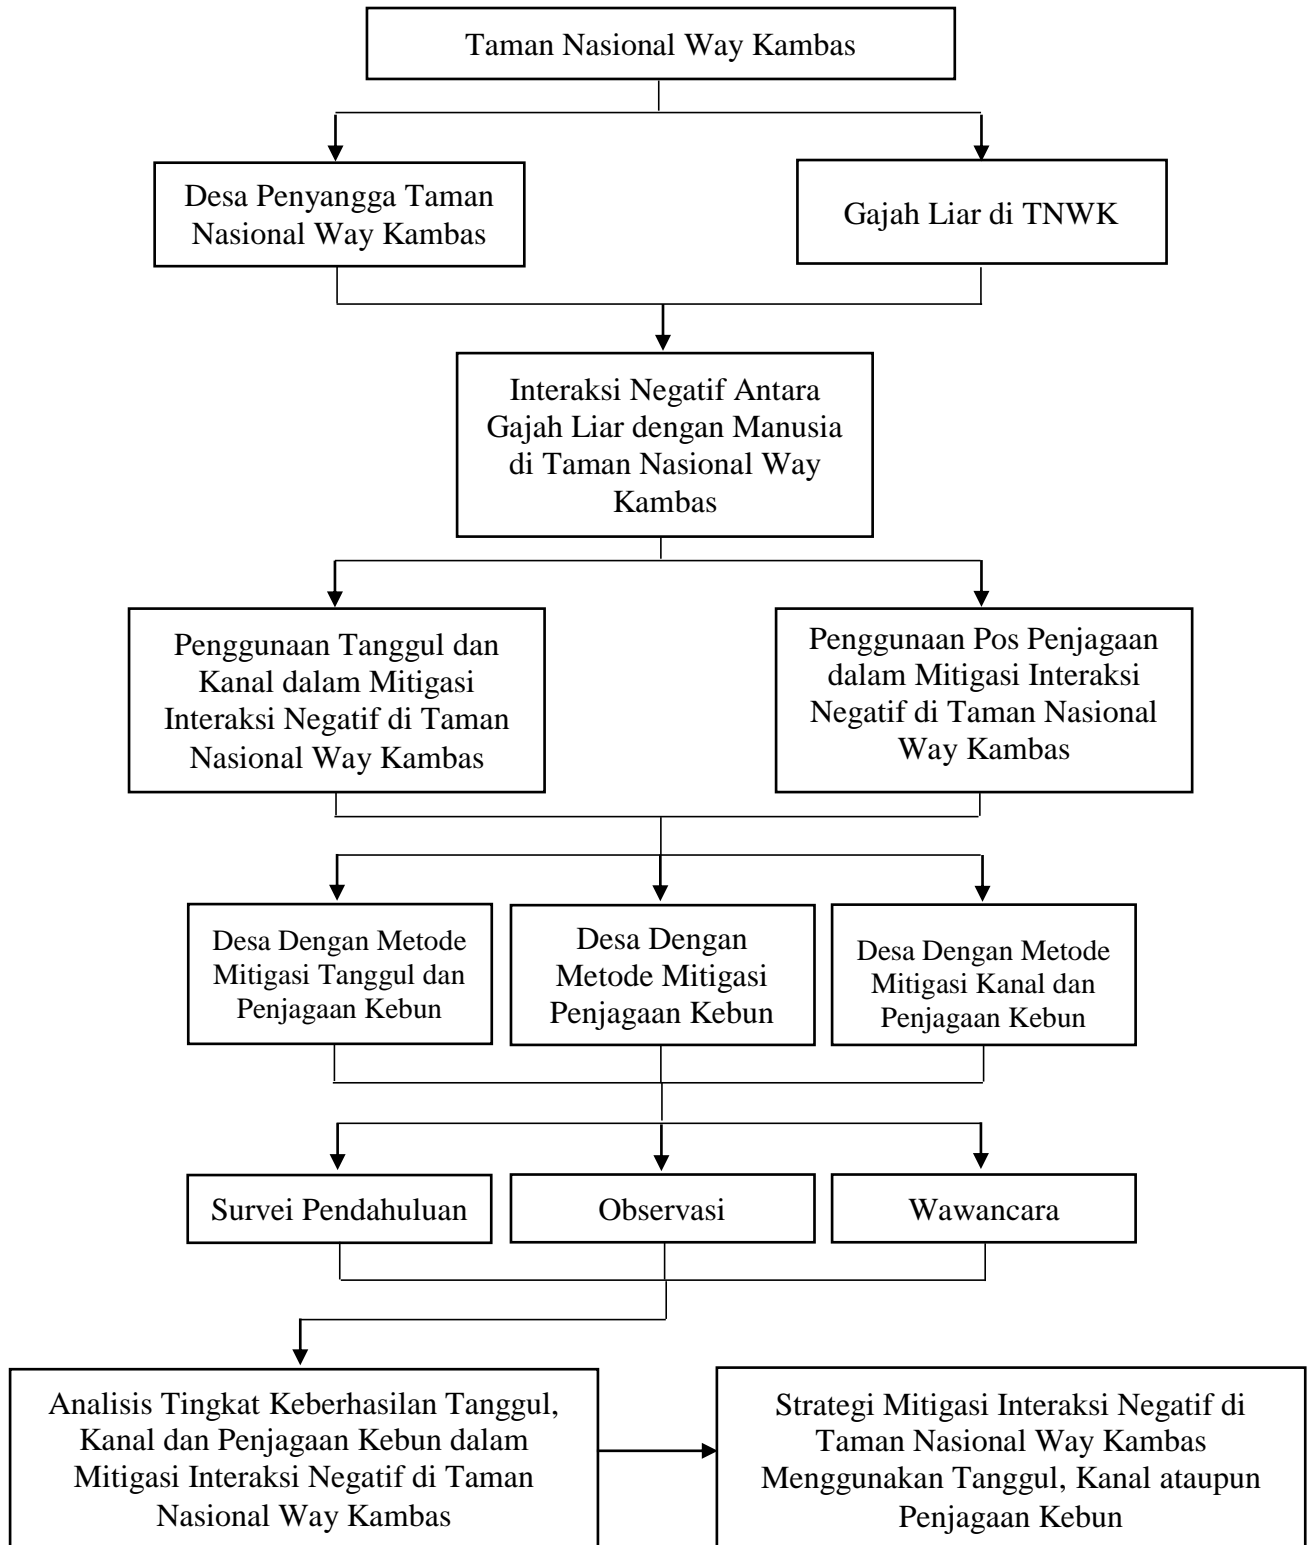 Taman Nasional Way Kambas
Desa Penyangga Taman
Nasional Way Kambas
Gajah Liar di TNWK
Interaksi Negatif Antara
Gajah Liar dengan Manusia
di Taman Nasional Way
Kambas
Penggunaan Tanggul dan
Kanal dalam Mitigasi
Interaksi Negatif di Taman
Nasional Way Kambas
Penggunaan Pos Penjagaan
dalam Mitigasi Interaksi
Negatif di Taman Nasional
Way Kambas
Desa Dengan Metode
Mitigasi Tanggul dan
Penjagaan Kebun
Desa Dengan
Metode Mitigasi
Penjagaan Kebun
Desa Dengan Metode
Mitigasi Kanal dan
Penjagaan Kebun
Survei Pendahuluan
Observasi
Wawancara
Analisis Tingkat Keberhasilan Tanggul,
Kanal dan Penjagaan Kebun dalam
Mitigasi Interaksi Negatif di Taman
Nasional Way Kambas
Strategi Mitigasi Interaksi Negatif di
Taman Nasional Way Kambas
Menggunakan Tanggul, Kanal ataupun
Penjagaan Kebun